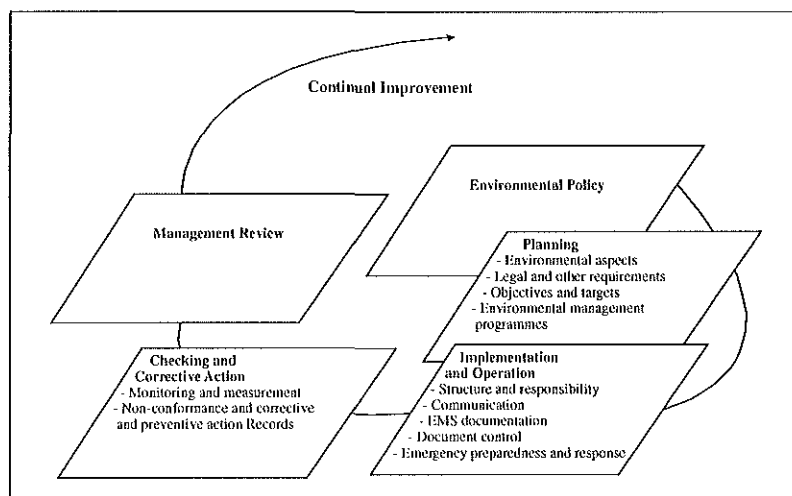 Continual Improvement
Environmental Policy
Planning
- Environmental aspects
- Legal and other requirements
- Objectives and targets
- Environmental management
programmes
Implementation
and Operation
- Structure and responsibility
- Communication
- EMS documentation
- Document control
- Emergency preparedness and response
Checking and
Corrective Action
- Monitoring and measurement
- Non-conformance and corrective
and preventive action Records
Management Review